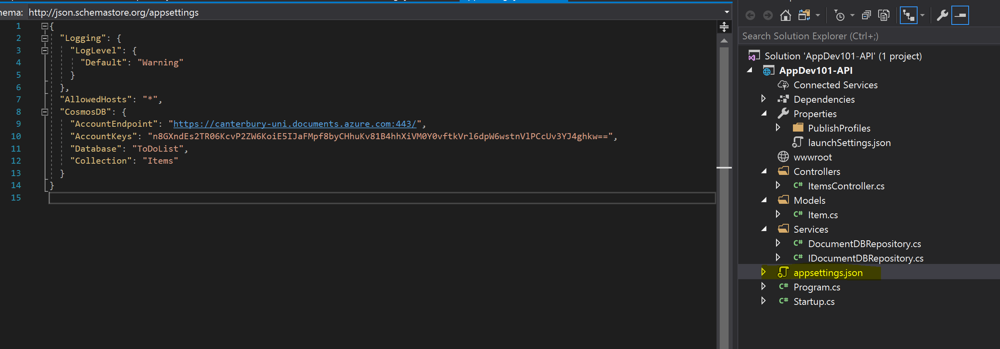 hema: http://json.schemastore.org/appsettings
1 {
2 "Logging": {
3 "LogLevel": {
4 "Default": "Warning"
5 }
6 },
7 "AllowedHosts": "*",
8 "CosmosDB": {
9 "AccountEndpoint": "https://canterbury-uni.documents.azure.com:443/",
10 "AccountKeys": "n8GXndEs2TR06KcvP2ZW6KoiE5IJaFMpf8byCHhuKv81B4hhXiVM0Y0vftkVrl6dpW6wstnVlPCcUv3YJ4ghkw==",
11 "Database": "ToDoList",
12 "Collection": "Items"
13 }
14 }
15
Search Solution Explorer (Ctrl+;)
Solution 'AppDev101-API' (1 project)
AppDev101-API
Connected Services
Dependencies
Properties
PublishProfiles
launchSettings.json
wwwroot
Controllers
C# ItemsController.cs
Models
C# Item.cs
Services
C# DocumentDBRepository.cs
C# IDocumentDBRepository.cs
appsettings.json
C# Program.cs
C# Startup.cs